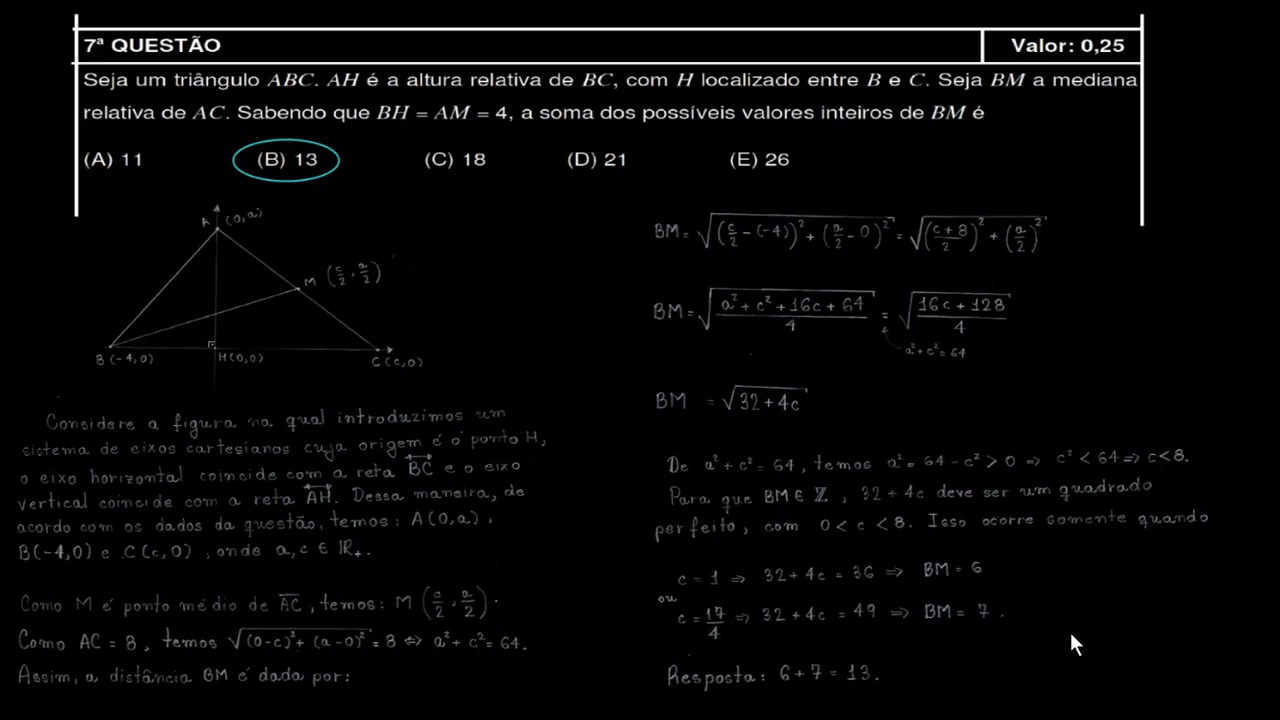 7ª QUESTÃO
Valor: 0,25
Seja um triângulo ABC. AH é a altura relativa de BC, com H localizado entre B e C. Seja BM a mediana
relativa de AC. Sabendo que BH = AM = 4, a soma dos possíveis valores inteiros de BM é
(A) 11 (B) 13 (C) 18 (D) 21 (E) 26
A (0,a)
M (c/2, a/2)
B(-4,0) H(0,0) C(c,0)
Considere a figura na qual introduzimos um
sistema de eixos cartesianos cuja origem é o ponto H,
o eixo horizontal coincide com a reta BC e o eixo
vertical coincide com a reta AH. Dessa maneira, de
acordo com os dados da questão, temos: A(0,a),
B(-4,0) e C(c,0), onde a,c ∈ ℝ₊.
Como M é ponto médio de AC, temos: M (c/2, a/2).
Como AC = 8, temos √((0-c)²+(a-0)²) = 8 ⇔ a²+c²=64.
Assim, a distância BM é dada por:
BM = √((c/2-(-4))²+(a/2-0)²) = √(((c+8)/2)²+(a/2)²)
BM = √((a²+c²+16c+64)/4) = √((16c+128)/4)
a²+c²=64
BM = √(32+4c)
De a²+c²=64, temos a²=64-c²>0 ⇒ c²<64 ⇒ c<8.
Para que BM ∈ ℤ, 32+4c deve ser um quadrado
perfeito, com 0<c<8. Isso ocorre somente quando
c=1 ⇒ 32+4c=36 ⇒ BM=6
ou
c=17/4 ⇒ 32+4c=49 ⇒ BM=7.
Resposta: 6+7=13.